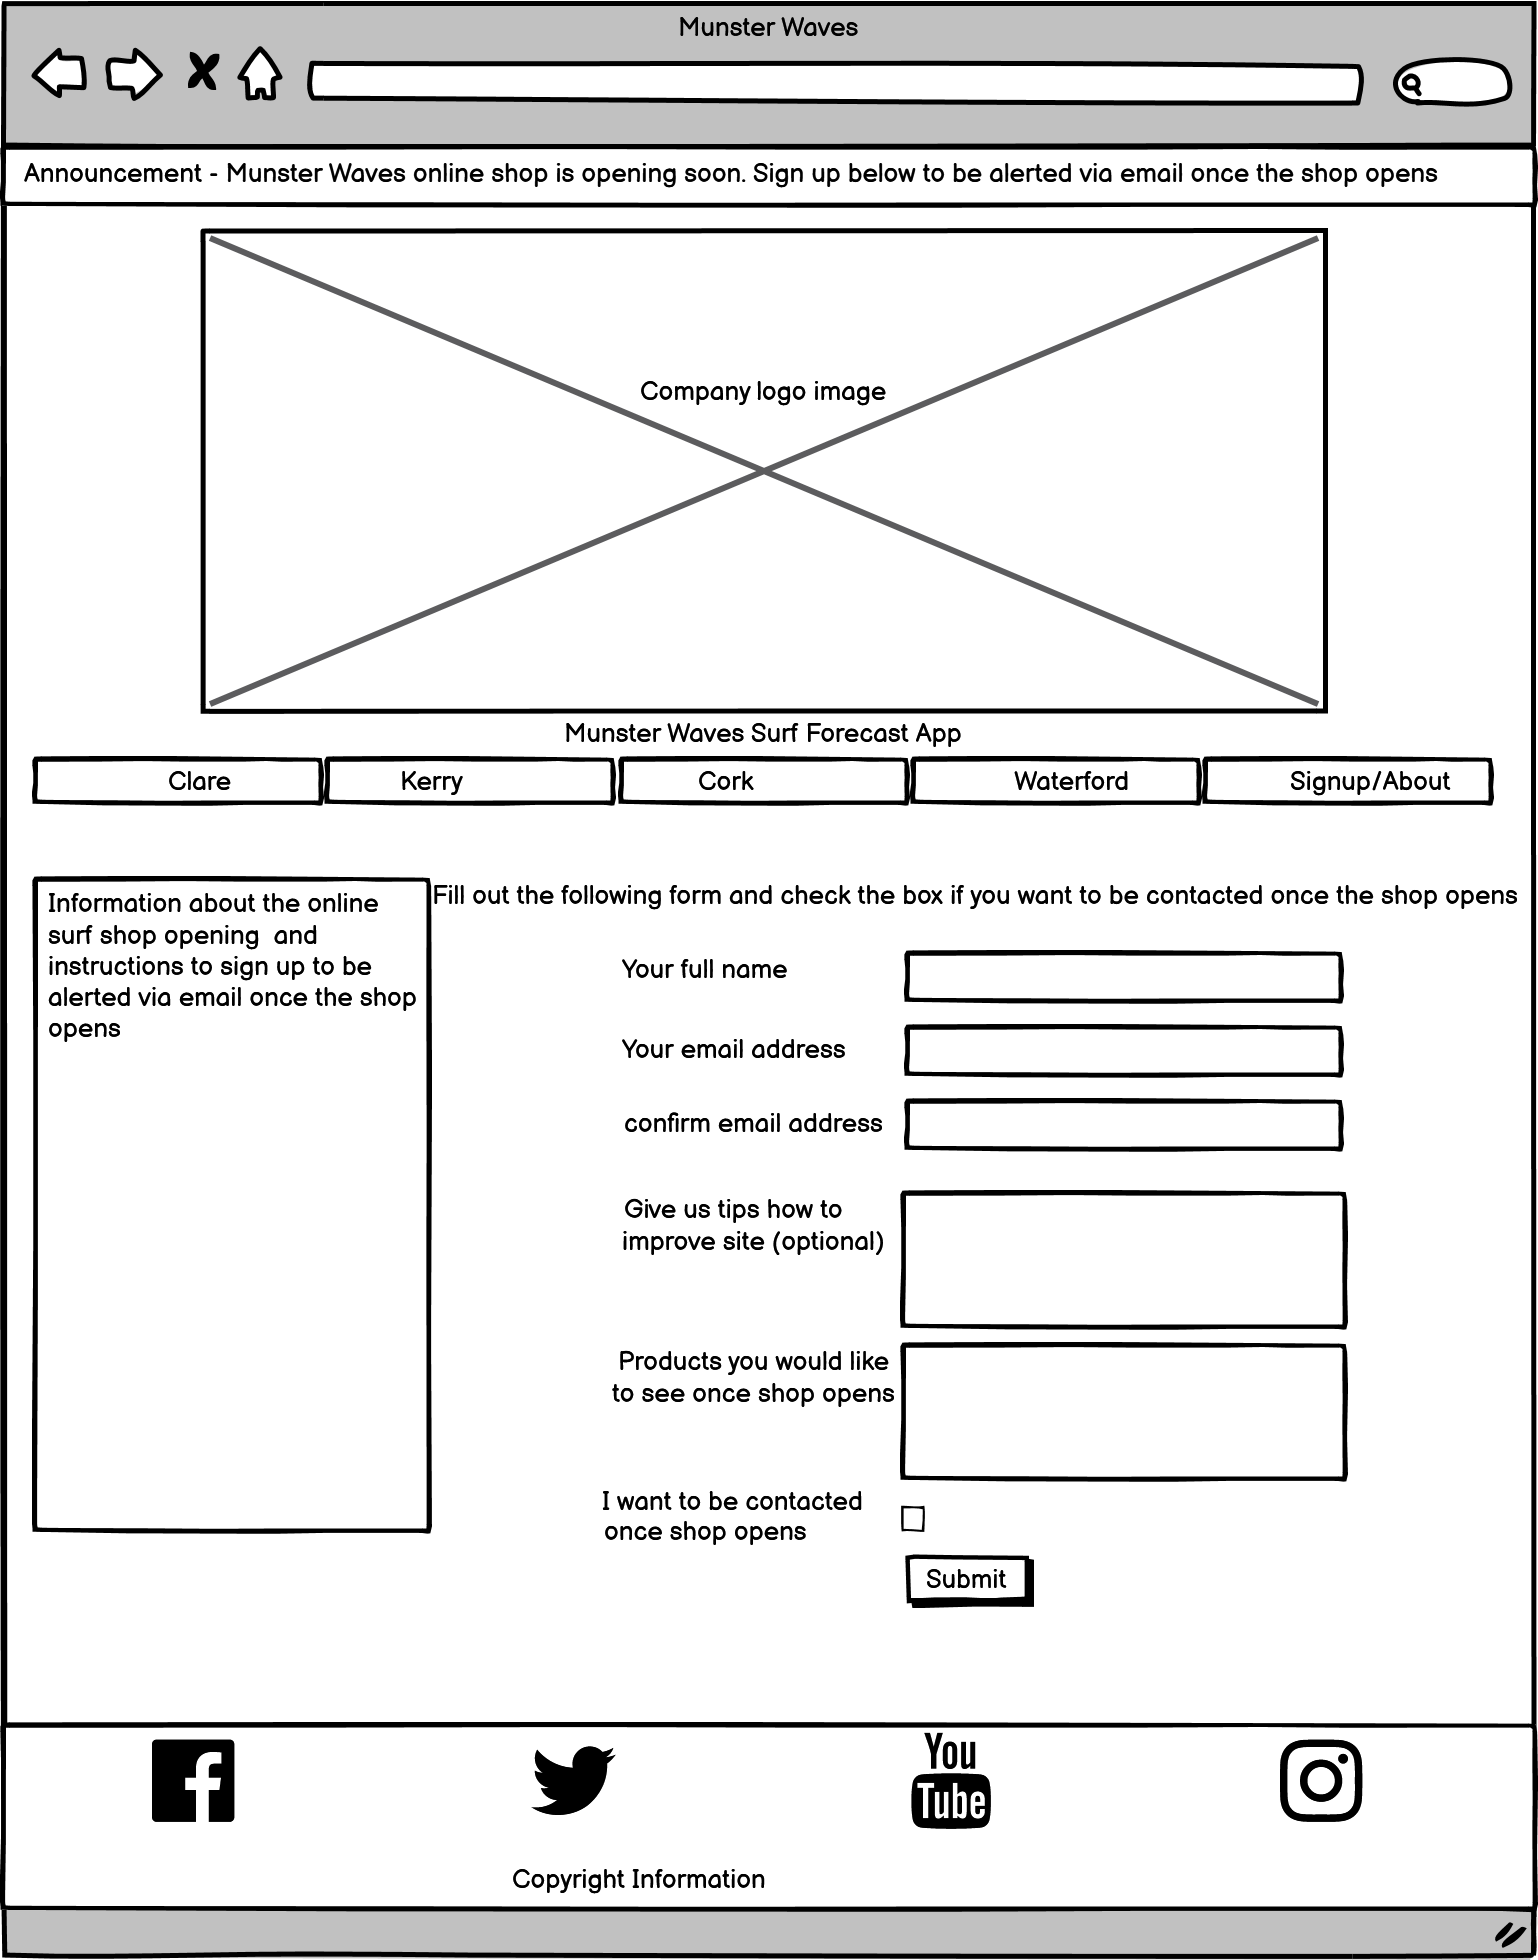 Munster Waves
Announcement - Munster Waves online shop is opening soon. Sign up below to be alerted via email once the shop opens
Company logo image
Munster Waves Surf Forecast App
Clare
Kerry
Cork
Waterford
Signup/About
Information about the online
surf shop opening  and
instructions to sign up to be
alerted via email once the shop
opens
Fill out the following form and check the box if you want to be contacted once the shop opens
Your full name
Your email address
confirm email address
Give us tips how to
improve site (optional)
Products you would like
to see once shop opens
I want to be contacted
once shop opens
Submit
You
Tube
Copyright Information